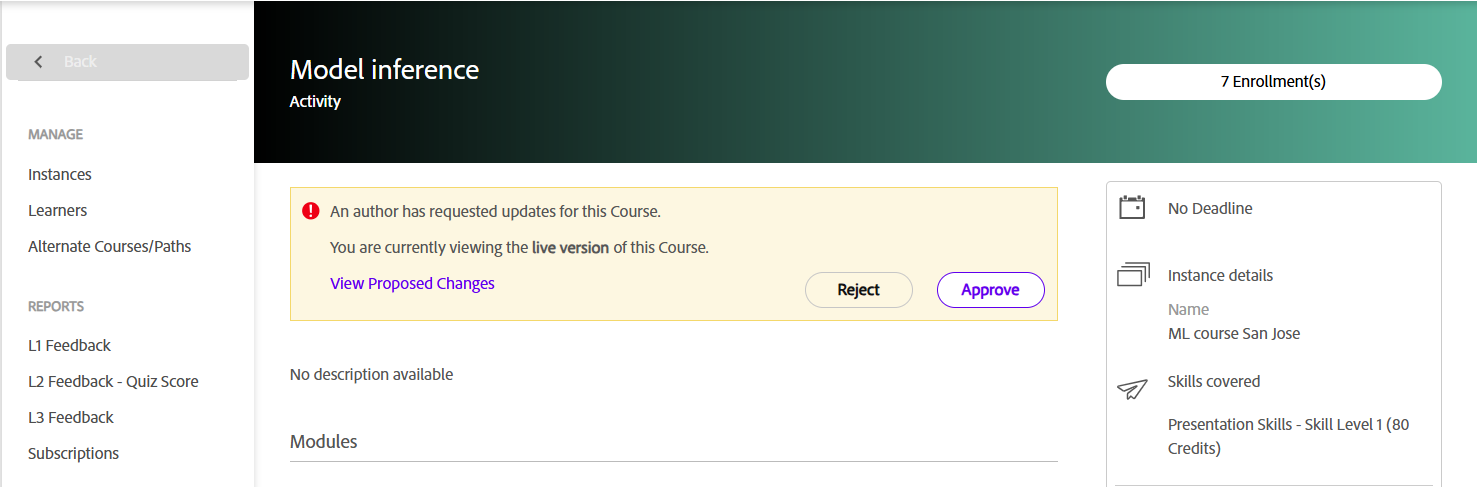 Back
MANAGE
Instances
Learners
Alternate Courses/Paths
REPORTS
L1 Feedback
L2 Feedback - Quiz Score
L3 Feedback
Subscriptions
Model inference
Activity
7 Enrollment(s)
An author has requested updates for this Course.
You are currently viewing the live version of this Course.
View Proposed Changes
Reject
Approve
No description available
Modules
No Deadline
Instance details
Name
ML course San Jose
Skills covered
Presentation Skills - Skill Level 1 (80
Credits)